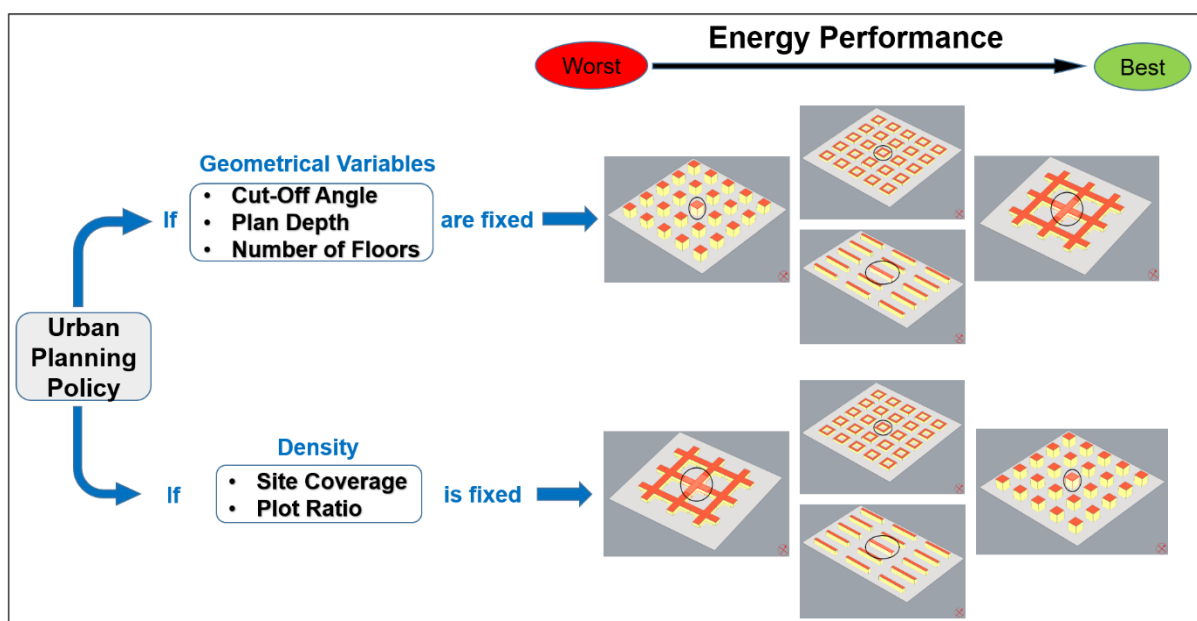 Energy Performance
Worst
Best
Geometrical Variables
If
• Cut-Off Angle
• Plan Depth
• Number of Floors
are fixed
Urban
Planning
Policy
Density
If
• Site Coverage
• Plot Ratio
is fixed